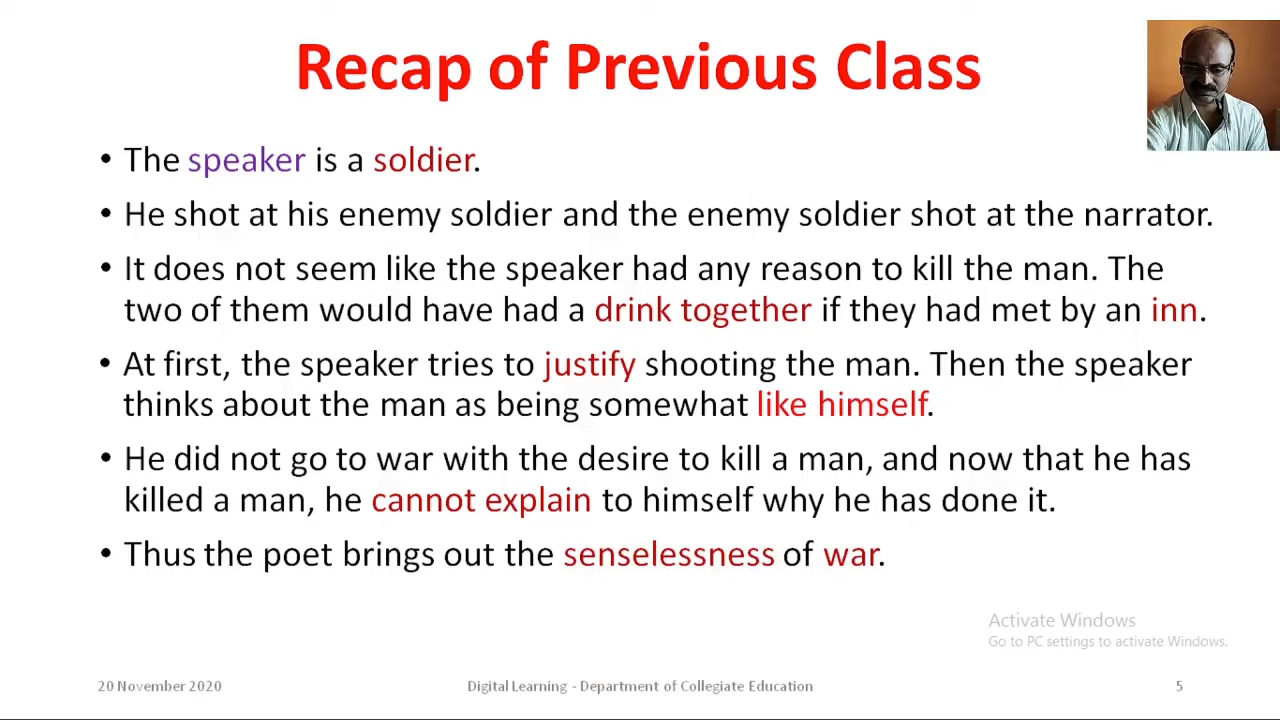 Recap of Previous Class
• The speaker is a soldier.
• He shot at his enemy soldier and the enemy soldier shot at the narrator.
• It does not seem like the speaker had any reason to kill the man. The
two of them would have had a drink together if they had met by an inn.
• At first, the speaker tries to justify shooting the man. Then the speaker
thinks about the man as being somewhat like himself.
• He did not go to war with the desire to kill a man, and now that he has
killed a man, he cannot explain to himself why he has done it.
• Thus the poet brings out the senselessness of war.
Activate Windows
Go to PC settings to activate Windows.
20 November 2020
Digital Learning - Department of Collegiate Education
5